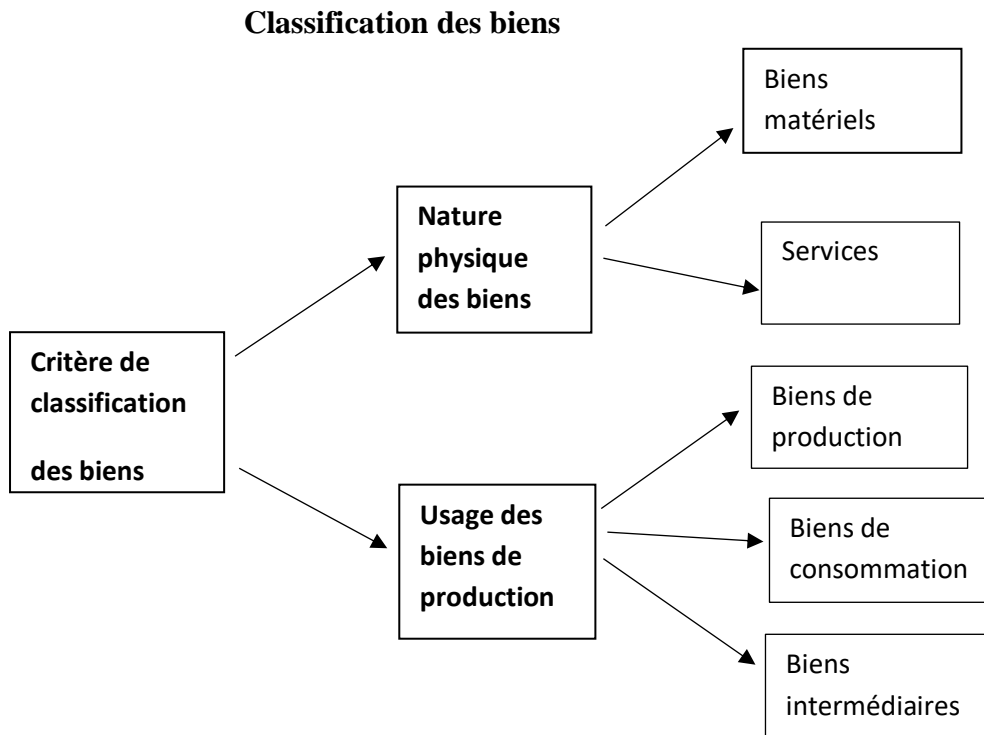 Classification des biens
Critère de
classification
des biens
Nature
physique
des biens
Biens
matériels
Services
Usage des
biens de
production
Biens de
production
Biens de
consommation
Biens
intermédiaires